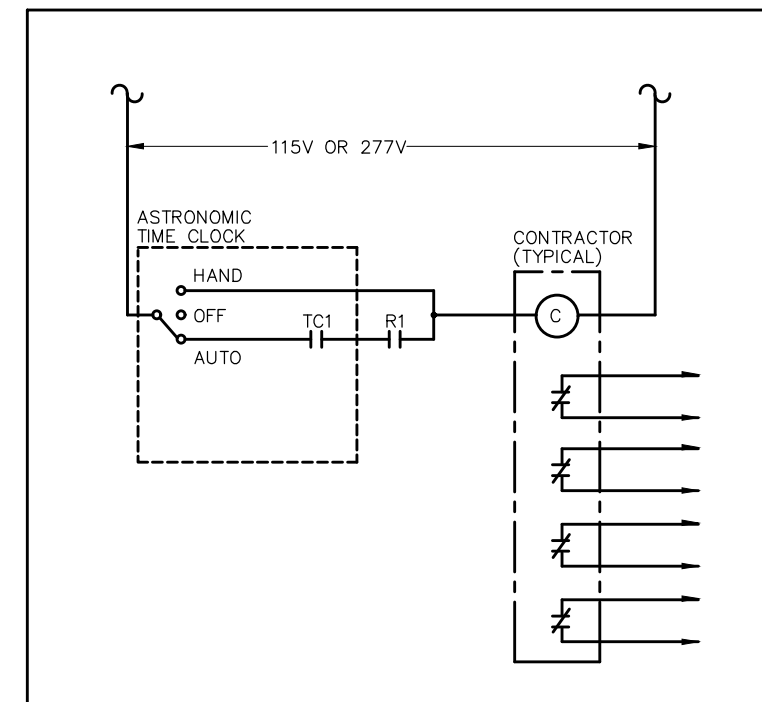 115V OR 277V
ASTRONOMIC
TIME CLOCK
HAND
OFF
AUTO
TC1
R1
CONTRACTOR
(TYPICAL)
C